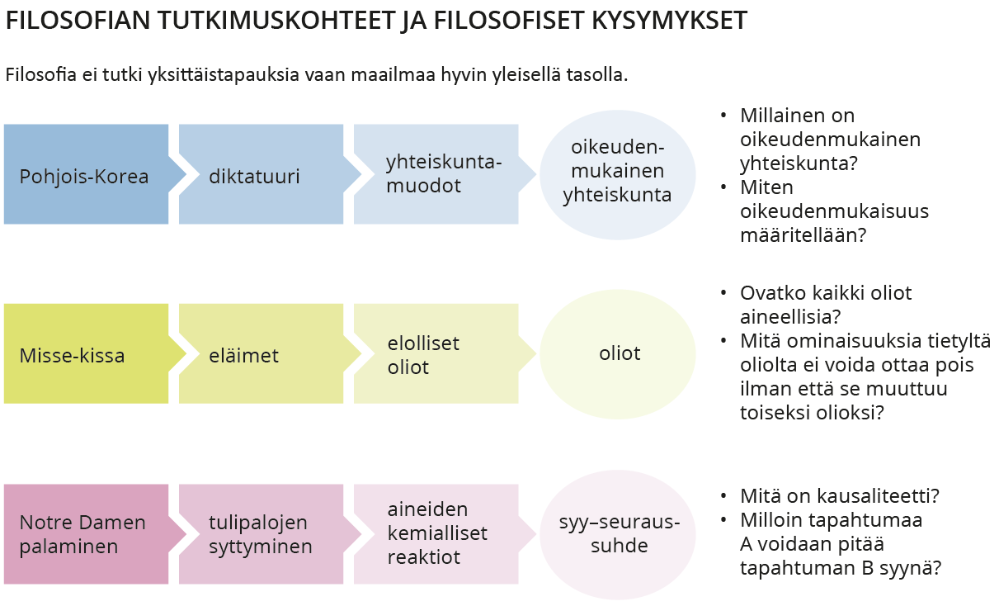 FILOSOFIAN TUTKIMUSKOHTEET JA FILOSOFISET KYSYMYKSET
Filosofia ei tutki yksittäistapauksia vaan maailmaa hyvin yleisellä tasolla.
Pohjois-Korea
diktatuuri
yhteiskunta-
muodot
oikeuden-
mukainen
yhteiskunta
• Millainen on
oikeudenmukainen
yhteiskunta?
• Miten
oikeudenmukaisuus
määritellään?
Misse-kissa
eläimet
elolliset
oliot
oliot
• Ovatko kaikki oliot
aineellisia?
• Mitä ominaisuuksia tietyltä
oliolta ei voida ottaa pois
ilman että se muuttuu
toiseksi olioksi?
Notre Damen
palaminen
tulipalojen
syttyminen
aineiden
kemialliset
reaktiot
syy–seuraus-
suhde
• Mitä on kausaliteetti?
• Milloin tapahtumaa
A voidaan pitää
tapahtuman B syynä?